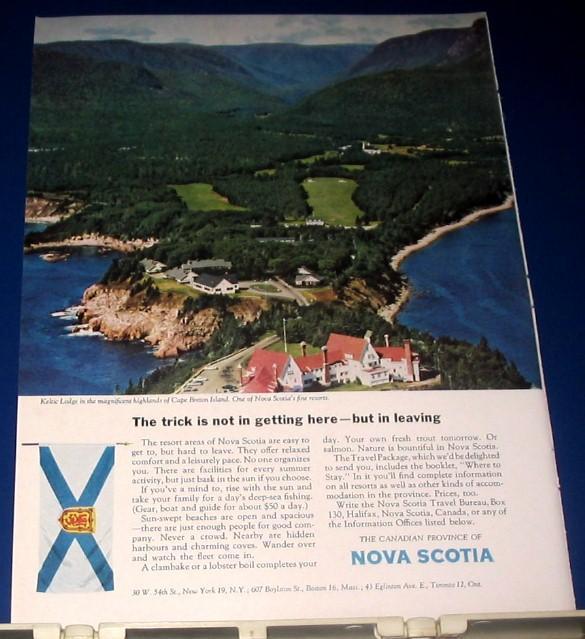 Keltic Lodge in the magnificent highlands of Cape Breton Island. One of Nova Scotia's fine resorts.
The trick is not in getting here—but in leaving
The resort areas of Nova Scotia are easy to
get to, but hard to leave. They offer relaxed
comfort and a leisurely pace. No one organizes
you. There are facilities for every summer
activity, but just bask in the sun if you choose.
If you've a mind to, rise with the sun and
take your family for a day's deep-sea fishing.
(Gear, boat and guide for about $50 a day.)
Sun-swept beaches are open and spacious
—there are just enough people for good com-
pany. Never a crowd. Nearby are hidden
harbours and charming coves. Wander over
and watch the fleet come in.
A clambake or a lobster boil completes your
day. Your own fresh trout tomorrow. Or
salmon. Nature is bountiful in Nova Scotia.
The Travel Package, which we'd be delighted
to send you, includes the booklet, "Where to
Stay." In it you'll find complete information
on all resorts as well as other kinds of accom-
modation in the province. Prices, too.
Write the Nova Scotia Travel Bureau, Box
130, Halifax, Nova Scotia, Canada, or any of
the Information Offices listed below.
THE CANADIAN PROVINCE OF
NOVA SCOTIA
30 W. 54th St., New York 19, N.Y.; 607 Boylston St., Boston 16, Mass.; 43 Eglinton Ave. E., Toronto 12, Ont.